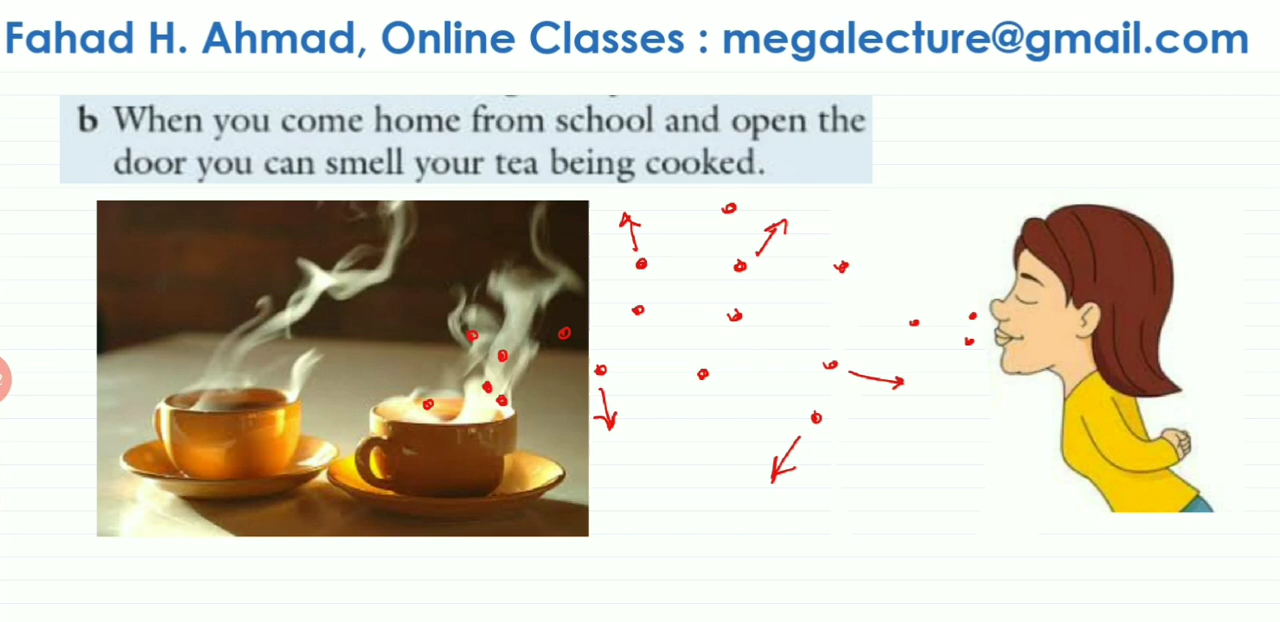 Fahad H. Ahmad, Online Classes : megalecture@gmail.com
b When you come home from school and open the
door you can smell your tea being cooked.